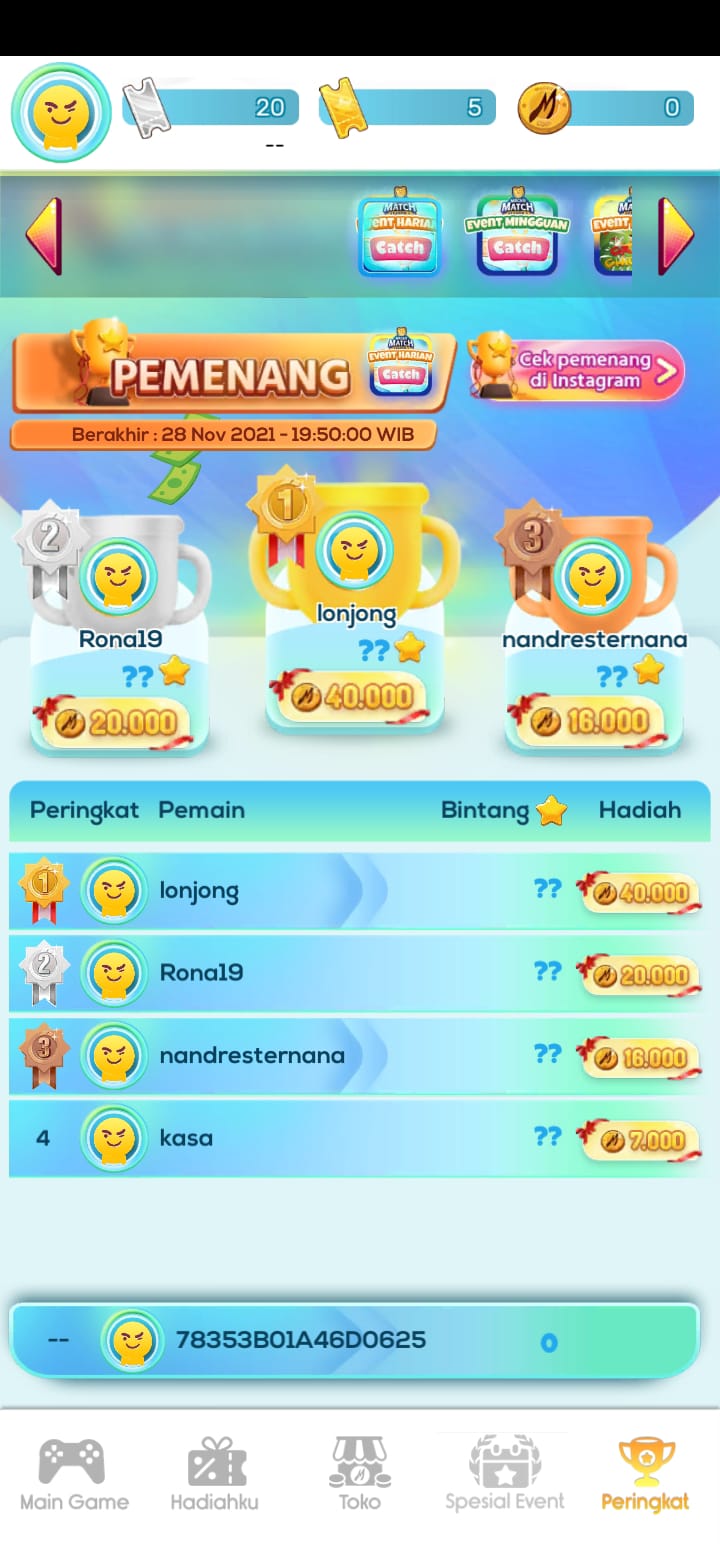 20
5
0
--
MATCH
EVENT HARIAN
Catch
MATCH
EVENT MINGGUAN
Catch
EVENT
PEMENANG
MATCH
EVENT HARIAN
Catch
Cek pemenang
di Instagram
Berakhir : 28 Nov 2021 - 19:50:00 WIB
2
1
3
Rona19
lonjong
nandresternana
??
??
??
20.000
40.000
16.000
Peringkat Pemain Bintang Hadiah
1 lonjong ?? 40.000
2 Rona19 ?? 20.000
3 nandresternana ?? 16.000
4 kasa ?? 7.000
-- 78353B01A46D0625 0
Main Game Hadiahku Toko Spesial Event Peringkat